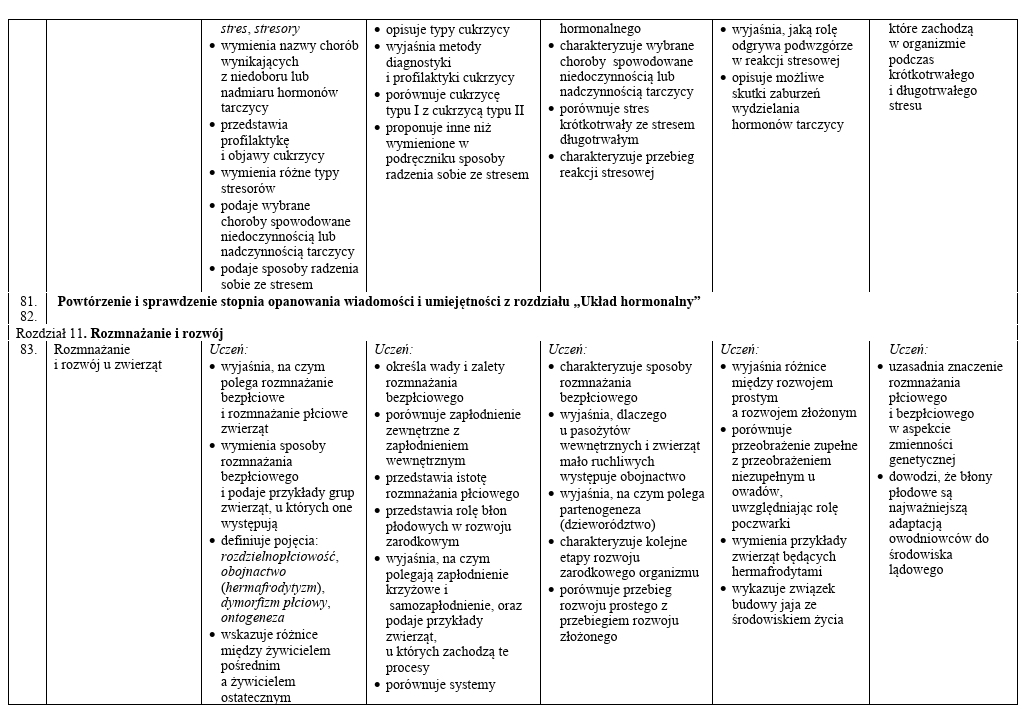 stres, stresory
• wymienia nazwy chorób
wynikających
z niedoboru lub
nadmiaru hormonów
tarczycy
• przedstawia
profilaktykę
i objawy cukrzycy
• wymienia różne typy
stresorów
• podaje wybrane
choroby spowodowane
niedoczynnością lub
nadczynnością tarczycy
• podaje sposoby radzenia
sobie ze stresem
• opisuje typy cukrzycy
• wyjaśnia metody
diagnostyki
i profilaktyki cukrzycy
• porównuje cukrzycę
typu I z cukrzycą typu II
• proponuje inne niż
wymienione w
podręczniku sposoby
radzenia sobie ze stresem
hormonalnego
• charakteryzuje wybrane
choroby spowodowane
niedoczynnością lub
nadczynnością tarczycy
• porównuje stres
krótkotrwały ze stresem
długotrwałym
• charakteryzuje przebieg
reakcji stresowej
• wyjaśnia, jaką rolę
odgrywa podwzgórze
w reakcji stresowej
• opisuje możliwe
skutki zaburzeń
wydzielania
hormonów tarczycy
które zachodzą
w organizmie
podczas
krótkotrwałego
i długotrwałego
stresu
81.
82.
Powtórzenie i sprawdzenie stopnia opanowania wiadomości i umiejętności z rozdziału „Układ hormonalny”
Rozdział 11. Rozmnażanie i rozwój
83.
Rozmnażanie
i rozwój u zwierząt
Uczeń:
• wyjaśnia, na czym
polega rozmnażanie
bezpłciowe
i rozmnażanie płciowe
zwierząt
• wymienia sposoby
rozmnażania
bezpłciowego
i podaje przykłady grup
zwierząt, u których one
występują
• definiuje pojęcia:
rozdzielnopłciowość,
obojnactwo
(hermafrodytyzm),
dymorfizm płciowy,
ontogeneza
• wskazuje różnice
między żywicielem
pośrednim
a żywicielem
ostatecznym
Uczeń:
• określa wady i zalety
rozmnażania
bezpłciowego
• porównuje zapłodnienie
zewnętrzne z
zapłodnieniem
wewnętrznym
• przedstawia istotę
rozmnażania płciowego
• przedstawia rolę błon
płodowych w rozwoju
zarodkowym
• wyjaśnia, na czym
polegają zapłodnienie
krzyżowe i
samozapłodnienie, oraz
podaje przykłady
zwierząt,
u których zachodzą te
procesy
• porównuje systemy
Uczeń:
• charakteryzuje sposoby
rozmnażania
bezpłciowego
• wyjaśnia, dlaczego
u pasożytów
wewnętrznych i zwierząt
mało ruchliwych
występuje obojnactwo
• wyjaśnia, na czym polega
partenogeneza
(dzieworództwo)
• charakteryzuje kolejne
etapy rozwoju
zarodkowego organizmu
• porównuje przebieg
rozwoju prostego z
przebiegiem rozwoju
złożonego
Uczeń:
• wyjaśnia różnice
między rozwojem
prostym
a rozwojem złożonym
• porównuje
przeobrażenie zupełne
z przeobrażeniem
niezupełnym u
owadów,
uwzględniając rolę
poczwarki
• wymienia przykłady
zwierząt będących
hermafrodytami
• wykazuje związek
budowy jaja ze
środowiskiem życia
Uczeń:
• uzasadnia znaczenie
rozmnażania
płciowego
i bezpłciowego
w aspekcie
zmienności
genetycznej
• dowodzi, że błony
płodowe są
najważniejszą
adaptacją
owodniowców do
środowiska
lądowego